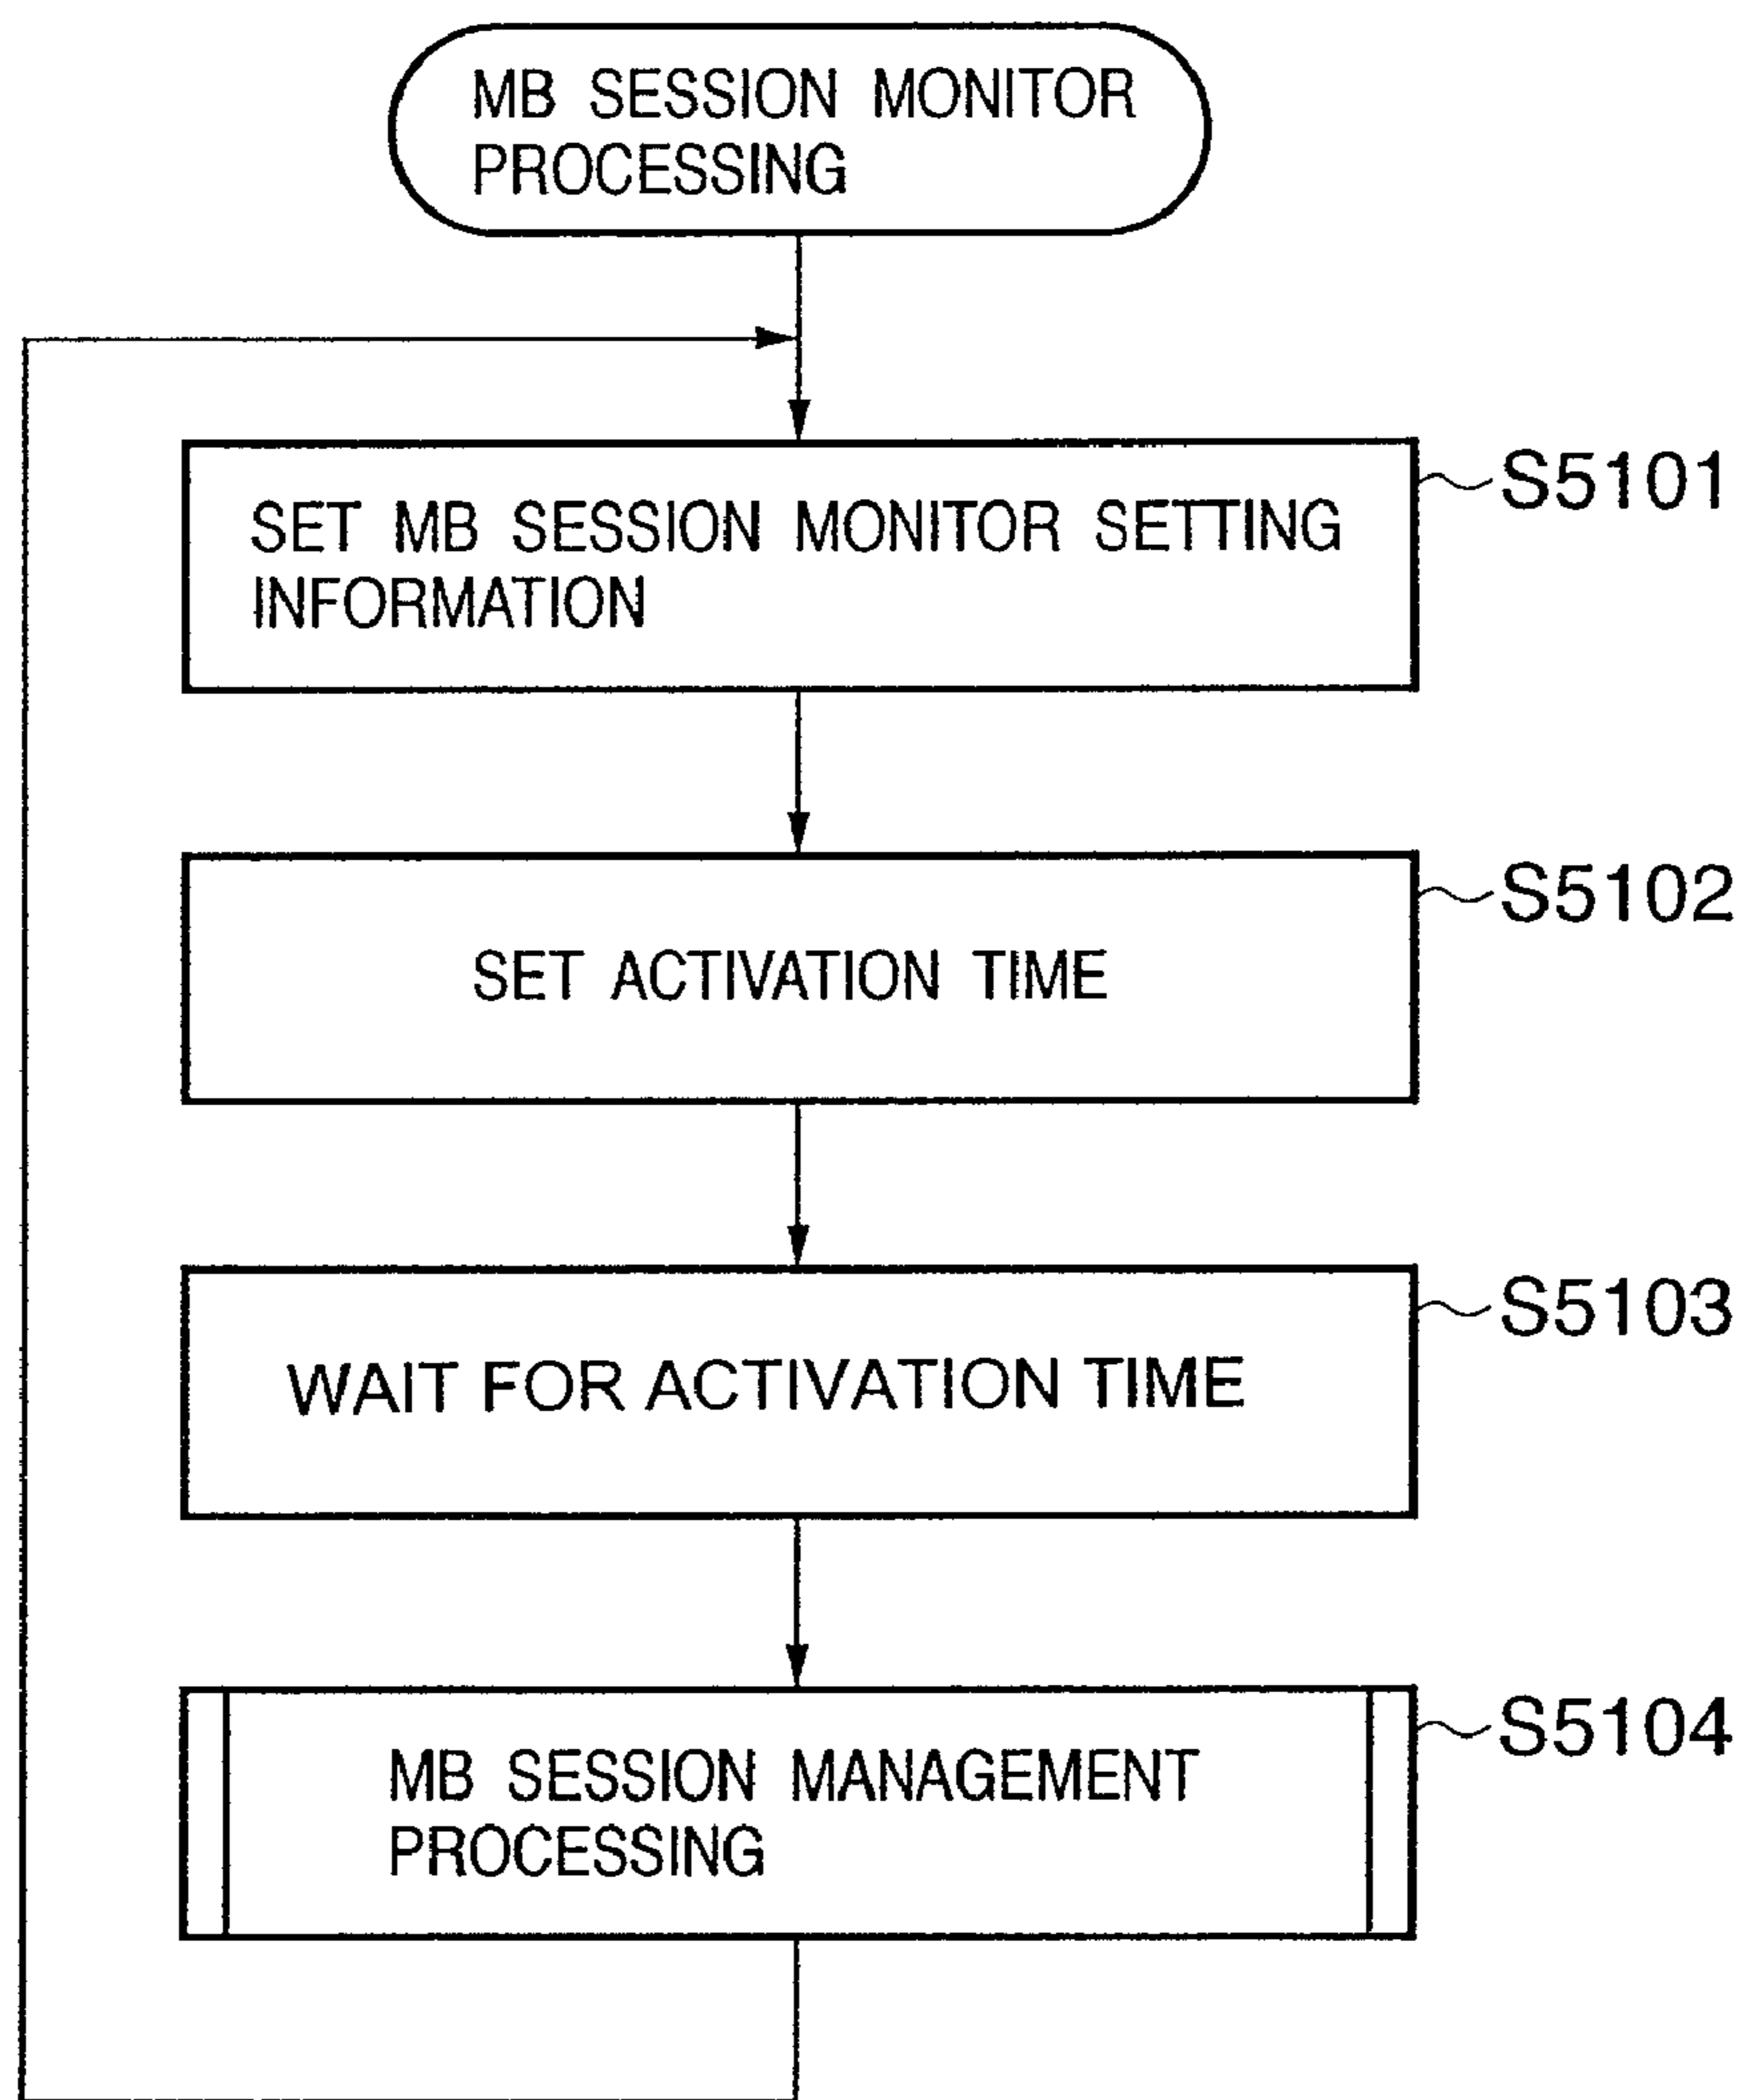 MB SESSION MONITOR
PROCESSING
SET MB SESSION MONITOR SETTING
INFORMATION
S5101
SET ACTIVATION TIME
S5102
WAIT FOR ACTIVATION TIME
S5103
MB SESSION MANAGEMENT
PROCESSING
S5104